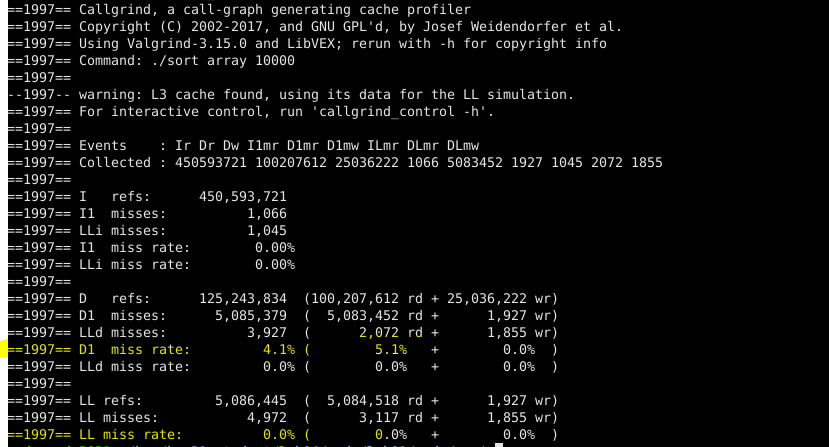 ==1997== Callgrind, a call-graph generating cache profiler
==1997== Copyright (C) 2002-2017, and GNU GPL'd, by Josef Weidendorfer et al.
==1997== Using Valgrind-3.15.0 and LibVEX; rerun with -h for copyright info
==1997== Command: ./sort array 10000
==1997==
--1997-- warning: L3 cache found, using its data for the LL simulation.
==1997== For interactive control, run 'callgrind_control -h'.
==1997==
==1997== Events    : Ir Dr Dw I1mr D1mr D1mw ILmr DLmr DLmw
==1997== Collected : 450593721 100207612 25036222 1066 5083452 1927 1045 2072 1855
==1997==
==1997== I   refs:      450,593,721
==1997== I1  misses:          1,066
==1997== LLi misses:          1,045
==1997== I1  miss rate:        0.00%
==1997== LLi miss rate:        0.00%
==1997==
==1997== D   refs:      125,243,834  (100,207,612 rd + 25,036,222 wr)
==1997== D1  misses:      5,085,379  (  5,083,452 rd +      1,927 wr)
==1997== LLd misses:          3,927  (      2,072 rd +      1,855 wr)
==1997== D1  miss rate:         4.1% (        5.1%   +        0.0%  )
==1997== LLd miss rate:         0.0% (        0.0%   +        0.0%  )
==1997==
==1997== LL refs:         5,086,445  (  5,084,518 rd +      1,927 wr)
==1997== LL misses:           4,972  (      3,117 rd +      1,855 wr)
==1997== LL miss rate:          0.0% (        0.0%   +        0.0%  )